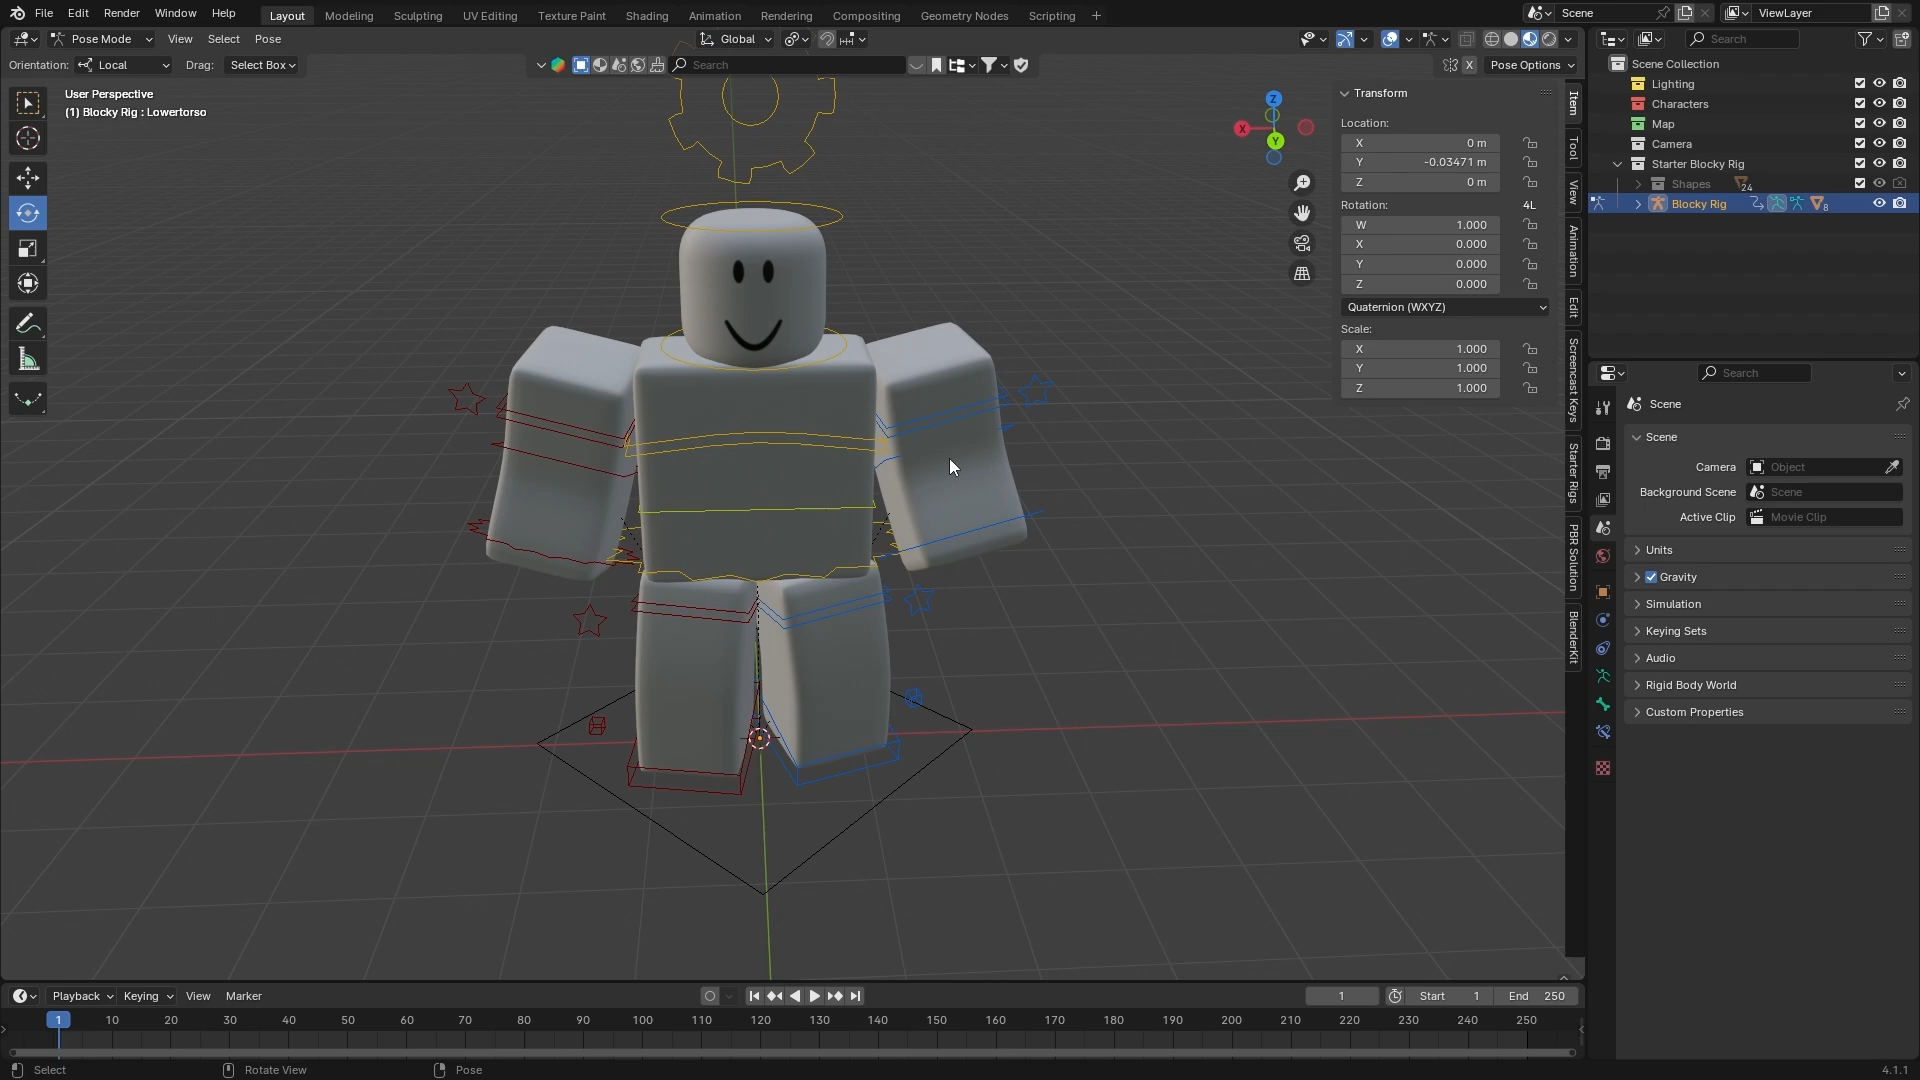 File Edit Render Window Help Layout Modeling Sculpting UV Editing Texture Paint Shading Animation Rendering Compositing Geometry Nodes Scripting + Scene ViewLayer
Pose Mode View Select Pose Global Search
Orientation: Local Drag: Select Box Search X Pose Options
User Perspective
(1) Blocky Rig : Lowertorso
Z
X
Y
Transform
Location:
X 0 m
Y -0.03471 m
Z 0 m
Rotation: 4L
W 1.000
X 0.000
Y 0.000
Z 0.000
Quaternion (WXYZ)
Scale:
X 1.000
Y 1.000
Z 1.000
Item
Tool
View
Animation
Edit
Screencast Keys
Starter Rigs
PBR Solution
BlenderKit
Scene Collection
Lighting
Characters
Map
Camera
Starter Blocky Rig
Shapes 24
Blocky Rig 8
Search
Scene
Scene
Camera Object
Background Scene Scene
Active Clip Movie Clip
Units
Gravity
Simulation
Keying Sets
Audio
Rigid Body World
Custom Properties
Playback Keying View Marker 1 Start 1 End 250
1 10 20 30 40 50 60 70 80 90 100 110 120 130 140 150 160 170 180 190 200 210 220 230 240 250
Select Rotate View Pose 4.1.1